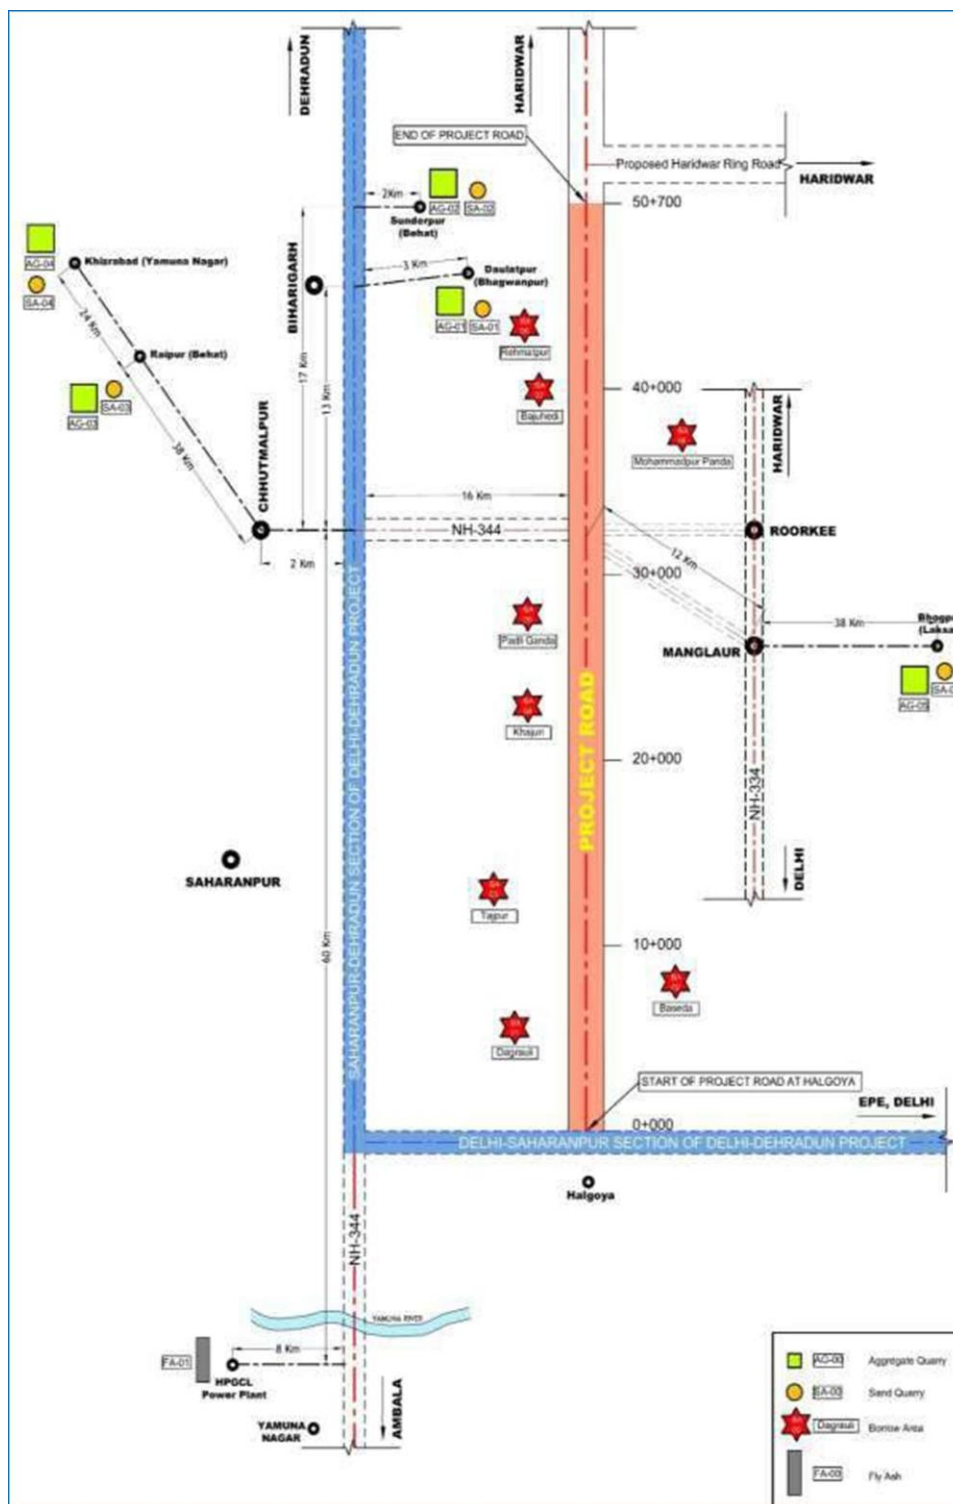 DEHRADUN
HARIDWAR
END OF PROJECT ROAD
Proposed Haridwar Ring Road
HARIDWAR
2Km
AG-02
SA-02
Sunderpur
(Behat)
50+700
AG-04
Khizrabad (Yamuna Nagar)
SA-04
BIHARIGARH
3 Km
Daulatpur
(Bhagwanpur)
AG-01
SA-01
24 Km
Raipur (Behat)
17 Km
13 Km
Rehmatpur
AG-03
SA-03
Bajuhedi
40+000
38 Km
CHHUTMALPUR
Mohammadpur Panda
HARIDWAR
16 Km
NH-344
ROORKEE
2 Km
12 Km
30+000
38 Km
Padli Ganda
MANGLAUR
AG-05
Khajuri
SAHARANPUR-DEHRADUN SECTION OF DELHI-DEHRADUN PROJECT
PROJECT ROAD
20+000
NH-334
DELHI
SAHARANPUR
Tajpur
60 Km
10+000
Baseda
Dagrauli
START OF PROJECT ROAD AT HALGOYA
EPE, DELHI
0+000
DELHI-SAHARANPUR SECTION OF DELHI-DEHRADUN PROJECT
Halgoya
NH-344
YAMUNA RIVER
8 Km
FA-01
HPGCL
Power Plant
AMBALA
YAMUNA
NAGAR
AG-00 Aggregate Quarry
SA-00 Sand Quarry
Dagrauli Borrow Area
FA-00 Fly Ash